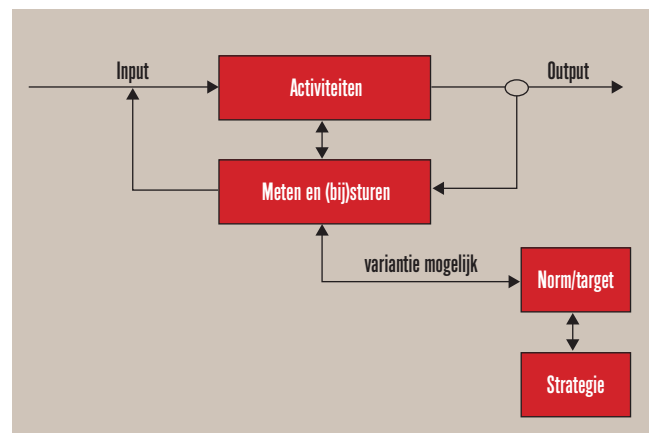 Input
Activiteiten
Output
Meten en (bij)sturen
variantie mogelijk
Norm/target
Strategie